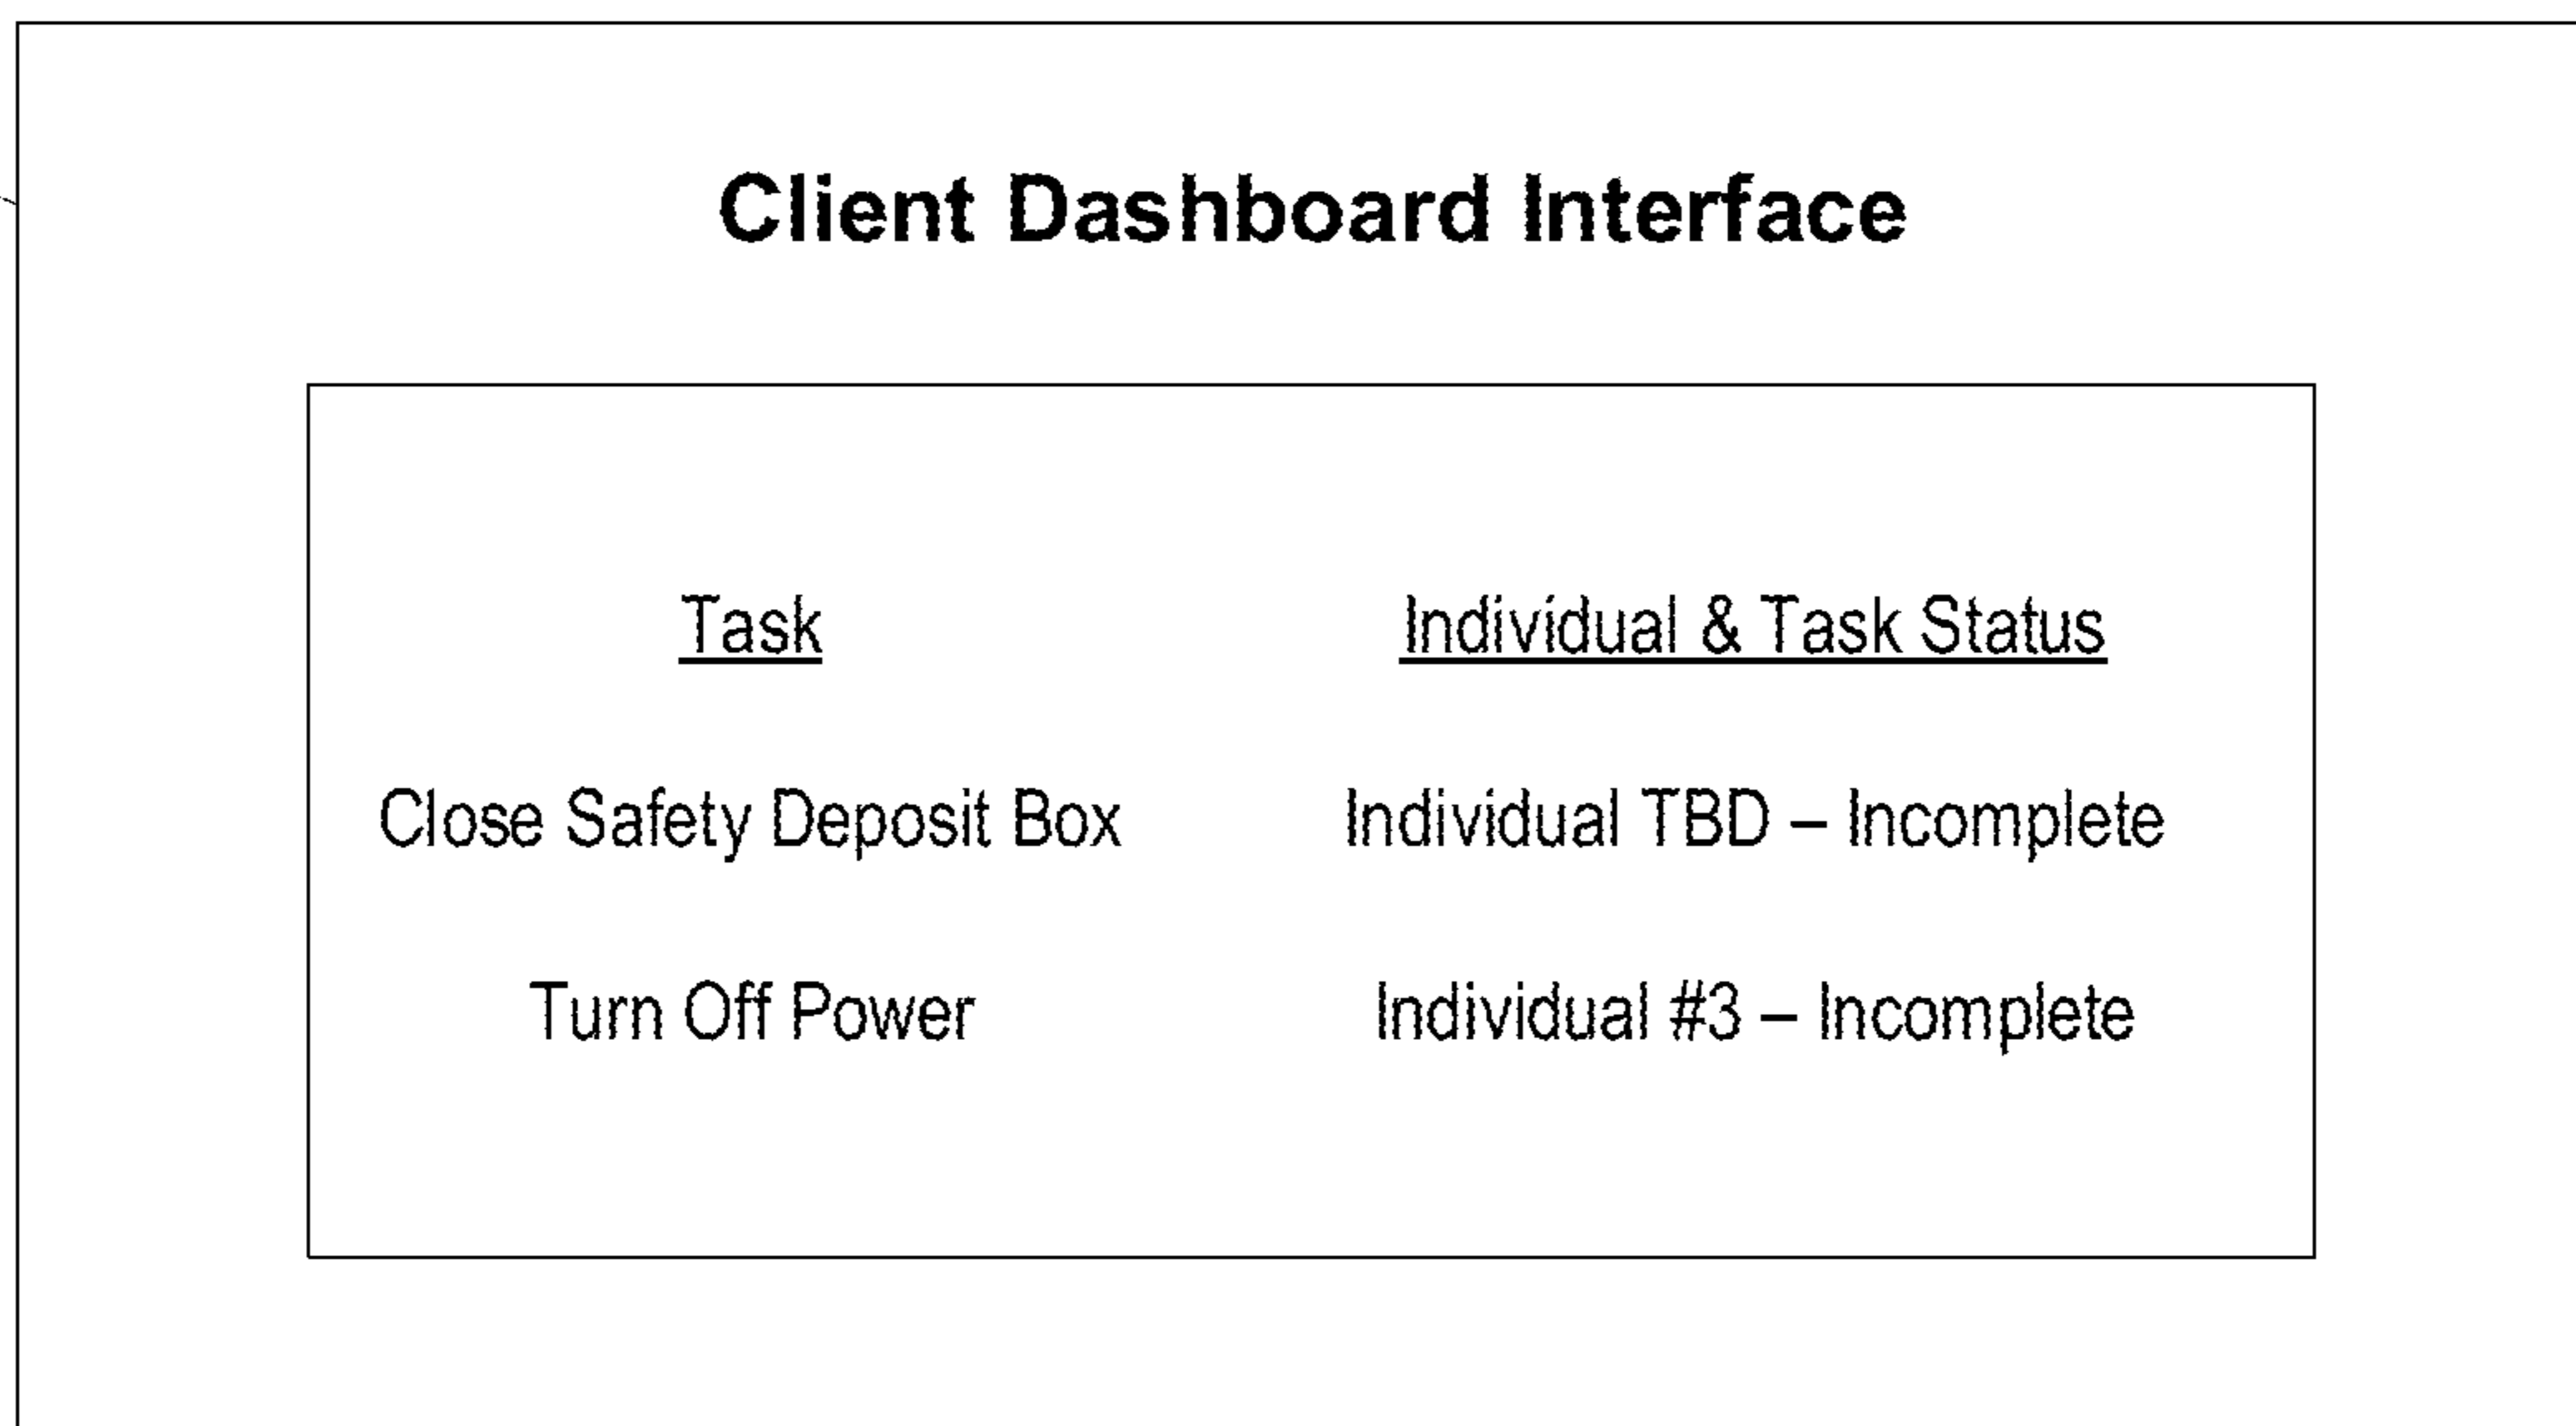 Client Dashboard Interface
Task Individual & Task Status
Close Safety Deposit Box Individual TBD – Incomplete
Turn Off Power Individual #3 – Incomplete